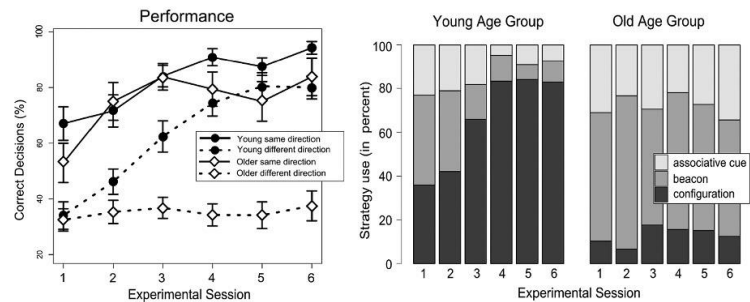 Performance
Correct Decisions (%)
100
80
60
40
20
Young same direction
Young different direction
Older same direction
Older different direction
1 2 3 4 5 6
Experimental Session
Young Age Group
Old Age Group
Strategy use (in percent)
100
80
60
40
20
0
associative cue
beacon
configuration
1 2 3 4 5 6
1 2 3 4 5 6
Experimental Session